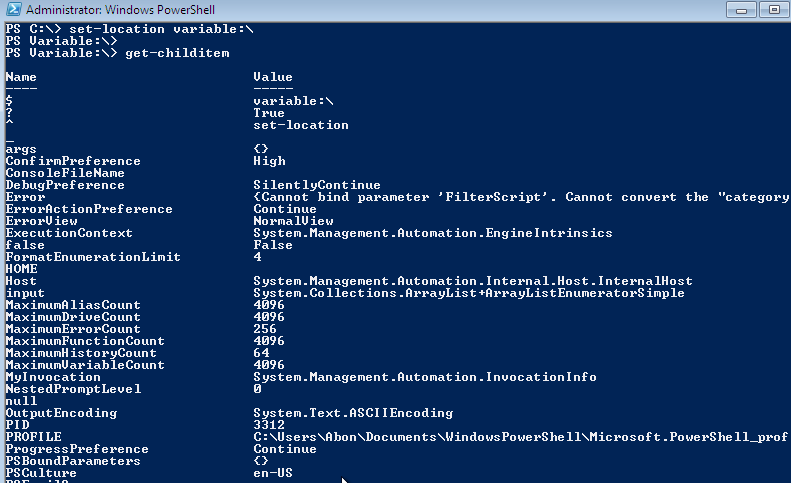 Administrator: Windows PowerShell
PS C:\> set-location variable:\
PS Variable:\>
PS Variable:\> get-childitem
Name Value
---- -----
$ variable:\
? True
^ set-location
_
args {}
ConfirmPreference High
ConsoleFileName
DebugPreference SilentlyContinue
Error {Cannot bind parameter 'FilterScript'. Cannot convert the "category
ErrorActionPreference Continue
ErrorView NormalView
ExecutionContext System.Management.Automation.EngineIntrinsics
false False
FormatEnumerationLimit 4
HOME
Host System.Management.Automation.Internal.Host.InternalHost
input System.Collections.ArrayList+ArrayListEnumeratorSimple
MaximumAliasCount 4096
MaximumDriveCount 4096
MaximumErrorCount 256
MaximumFunctionCount 4096
MaximumHistoryCount 64
MaximumVariableCount 4096
MyInvocation System.Management.Automation.InvocationInfo
NestedPromptLevel 0
null
OutputEncoding System.Text.ASCIIEncoding
PID 3312
PROFILE C:\Users\Abon\Documents\WindowsPowerShell\Microsoft.PowerShell_prof
ProgressPreference Continue
PSBoundParameters {}
PSCulture en-US